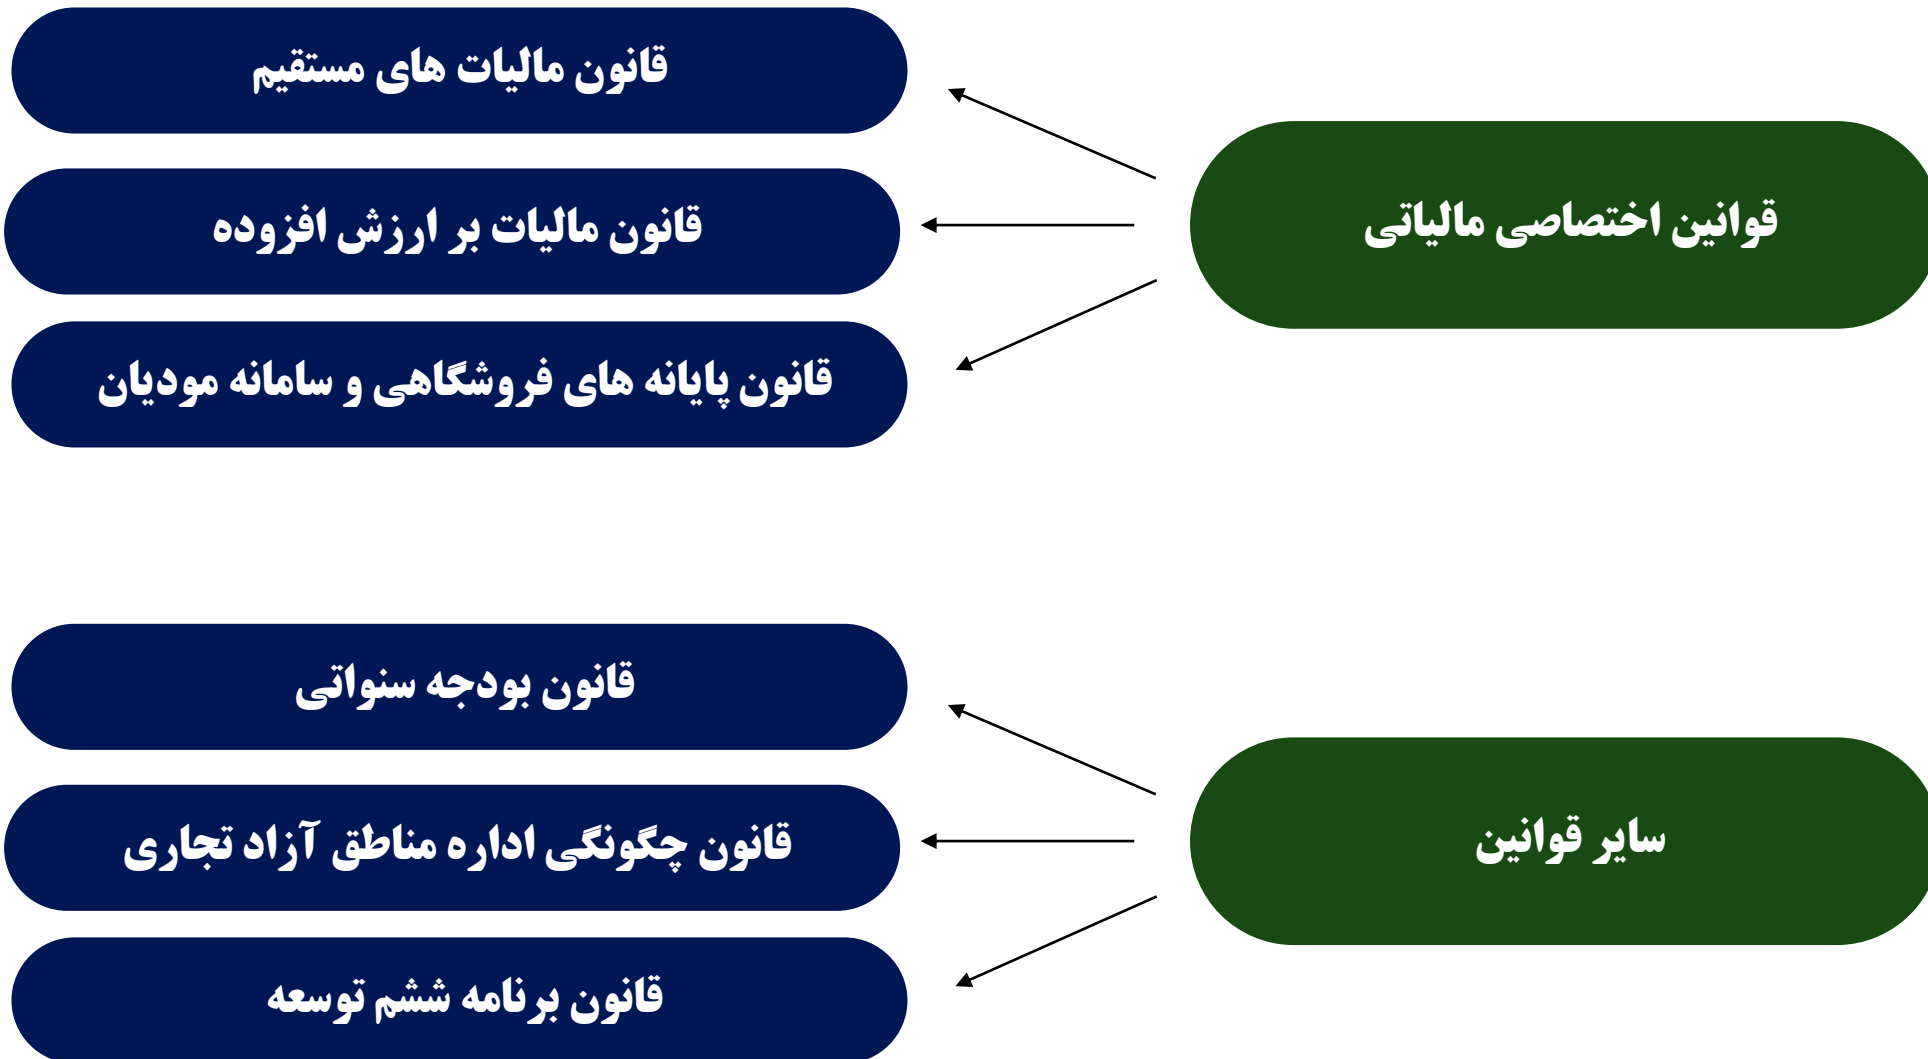 قوانین اختصاصی مالیاتی
قانون مالیات های مستقیم
قانون مالیات بر ارزش افزوده
قانون پایانه های فروشگاهی و سامانه مودیان
سایر قوانین
قانون بودجه سنواتی
قانون چگونگی اداره مناطق آزاد تجاری
قانون برنامه ششم توسعه